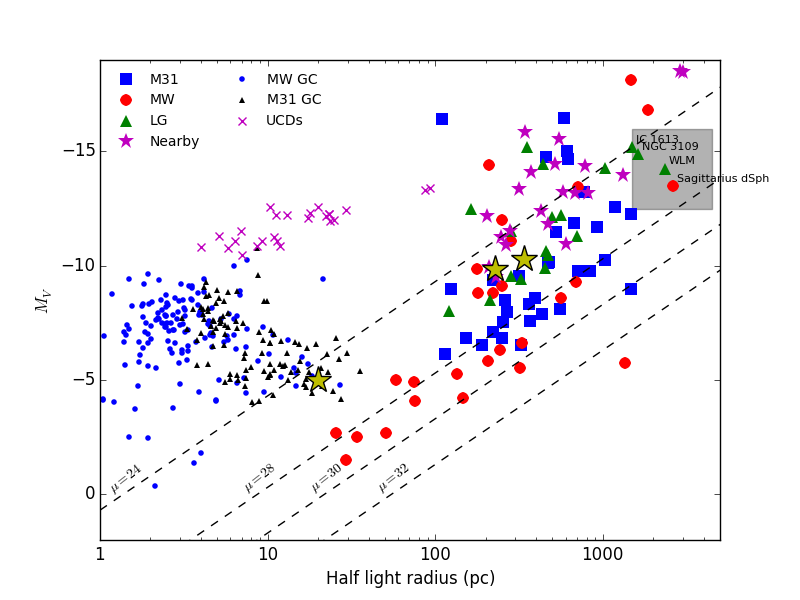 M31
MW
LG
Nearby
MW GC
M31 GC
UCDs
IC 1613
NGC 3109
WLM
Sagittarius dSph
−15
−10
−5
0
M_V
μ=24
μ=28
μ=30
μ=32
1
10
100
1000
Half light radius (pc)